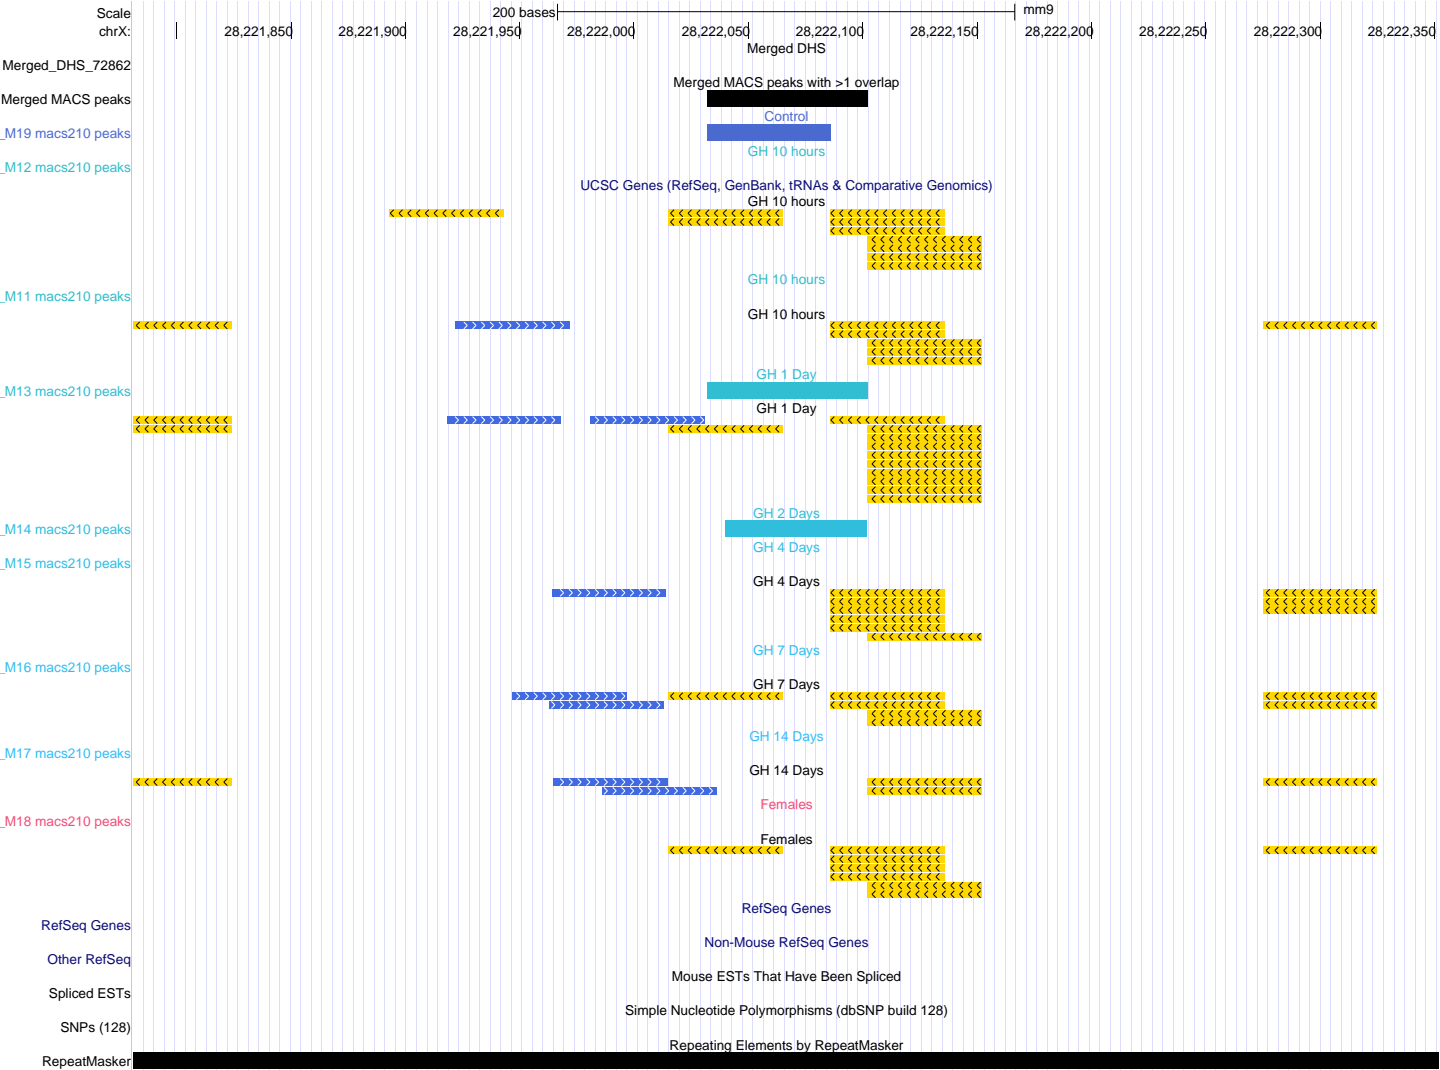 Scale 200 bases mm9
chrX: 28,221,850 28,221,900 28,221,950 28,222,000 28,222,050 28,222,100 28,222,150 28,222,200 28,222,250 28,222,300 28,222,350
Merged DHS
Merged_DHS_72862
Merged MACS peaks with >1 overlap
Merged MACS peaks
Control
_M19 macs210 peaks
GH 10 hours
_M12 macs210 peaks
UCSC Genes (RefSeq, GenBank, tRNAs & Comparative Genomics)
GH 10 hours
GH 10 hours
_M11 macs210 peaks
GH 10 hours
GH 1 Day
_M13 macs210 peaks
GH 1 Day
GH 2 Days
_M14 macs210 peaks
GH 4 Days
_M15 macs210 peaks
GH 4 Days
GH 7 Days
_M16 macs210 peaks
GH 7 Days
GH 14 Days
_M17 macs210 peaks
GH 14 Days
Females
_M18 macs210 peaks
Females
RefSeq Genes
RefSeq Genes
Non-Mouse RefSeq Genes
Other RefSeq
Mouse ESTs That Have Been Spliced
Spliced ESTs
Simple Nucleotide Polymorphisms (dbSNP build 128)
SNPs (128)
Repeating Elements by RepeatMasker
RepeatMasker